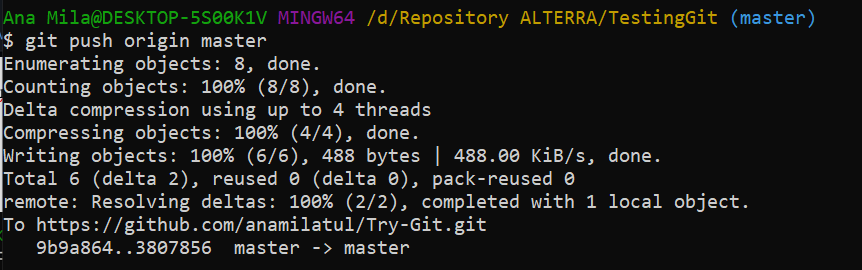 Ana Mila@DESKTOP-5S00K1V MINGW64 /d/Repository ALTERRA/TestingGit (master)
$ git push origin master
Enumerating objects: 8, done.
Counting objects: 100% (8/8), done.
Delta compression using up to 4 threads
Compressing objects: 100% (4/4), done.
Writing objects: 100% (6/6), 488 bytes | 488.00 KiB/s, done.
Total 6 (delta 2), reused 0 (delta 0), pack-reused 0
remote: Resolving deltas: 100% (2/2), completed with 1 local object.
To https://github.com/anamilatul/Try-Git.git
   9b9a864..3807856  master -> master